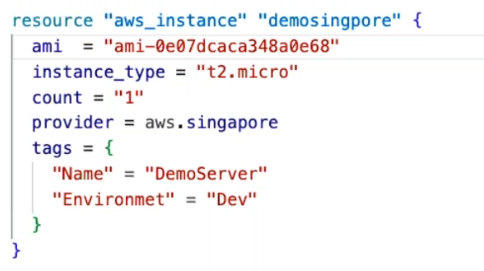 resource "aws_instance" "demosingpore" {
  ami  = "ami-0e07dcaca348a0e68"
  instance_type = "t2.micro"
  count = "1"
  provider = aws.singapore
  tags = {
    "Name" = "DemoServer"
    "Environmet" = "Dev"
  }
}